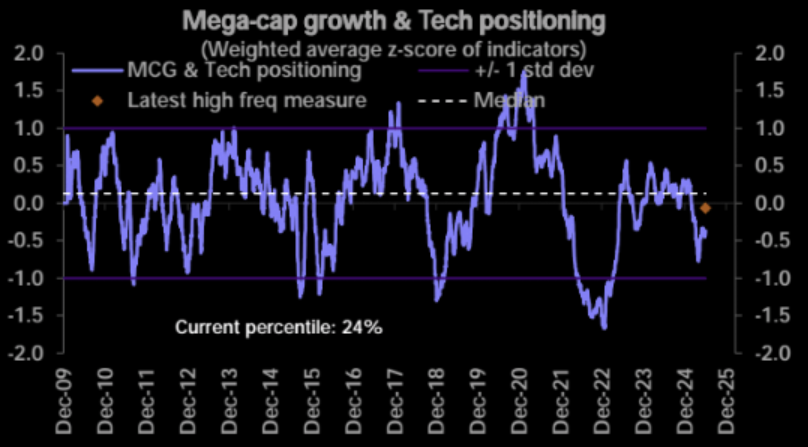 Mega-cap growth & Tech positioning
(Weighted average z-score of indicators)
MCG & Tech positioning
+/- 1 std dev
Latest high freq measure
Median
2.0
1.5
1.0
0.5
0.0
-0.5
-1.0
-1.5
-2.0
2.0
1.5
1.0
0.5
0.0
-0.5
-1.0
-1.5
-2.0
Current percentile: 24%
Dec-09
Dec-10
Dec-11
Dec-12
Dec-13
Dec-14
Dec-15
Dec-16
Dec-17
Dec-18
Dec-19
Dec-20
Dec-21
Dec-22
Dec-23
Dec-24
Dec-25